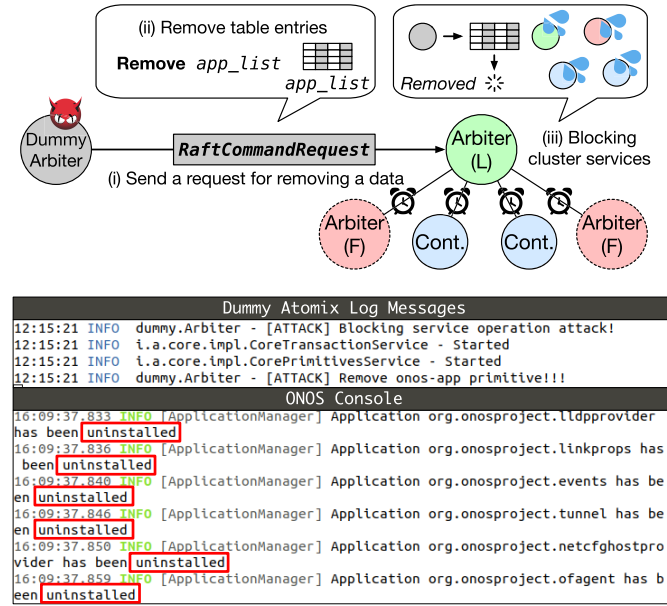 (ii) Remove table entries
Remove app_list
app_list
Removed
Dummy
Arbiter
RaftCommandRequest
(i) Send a request for removing a data
Arbiter
(L)
(iii) Blocking
cluster services
Arbiter
(F)
Cont.
Cont.
Arbiter
(F)
Dummy Atomix Log Messages
12:15:21 INFO dummy.Arbiter - [ATTACK] Blocking service operation attack!
12:15:21 INFO i.a.core.impl.CoreTransactionService - Started
12:15:21 INFO i.a.core.impl.CorePrimitivesService - Started
12:15:21 INFO dummy.Arbiter - [ATTACK] Remove onos-app primitive!!!
ONOS Console
16:09:37.833 INFO [ApplicationManager] Application org.onosproject.lldpprovider
has been uninstalled
16:09:37.836 INFO [ApplicationManager] Application org.onosproject.linkprops has
been uninstalled
16:09:37.840 INFO [ApplicationManager] Application org.onosproject.events has be
en uninstalled
16:09:37.846 INFO [ApplicationManager] Application org.onosproject.tunnel has be
en uninstalled
16:09:37.850 INFO [ApplicationManager] Application org.onosproject.netcfghostpro
vider has been uninstalled
16:09:37.859 INFO [ApplicationManager] Application org.onosproject.ofagent has b
een uninstalled